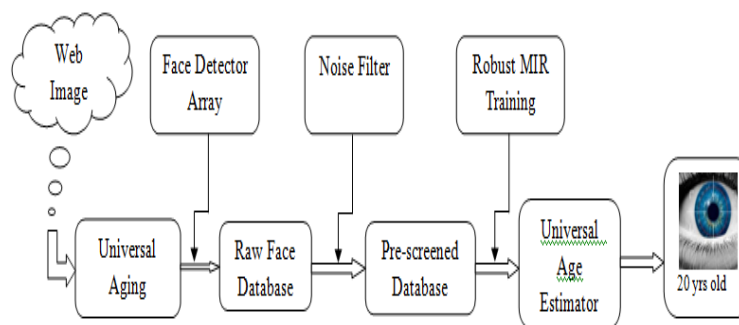 Web
Image
Face Detector
Array
Noise Filter
Robust MIR
Training
Universal
Aging
Raw Face
Database
Pre-screened
Database
Universal
Age
Estimator
20 yrs old